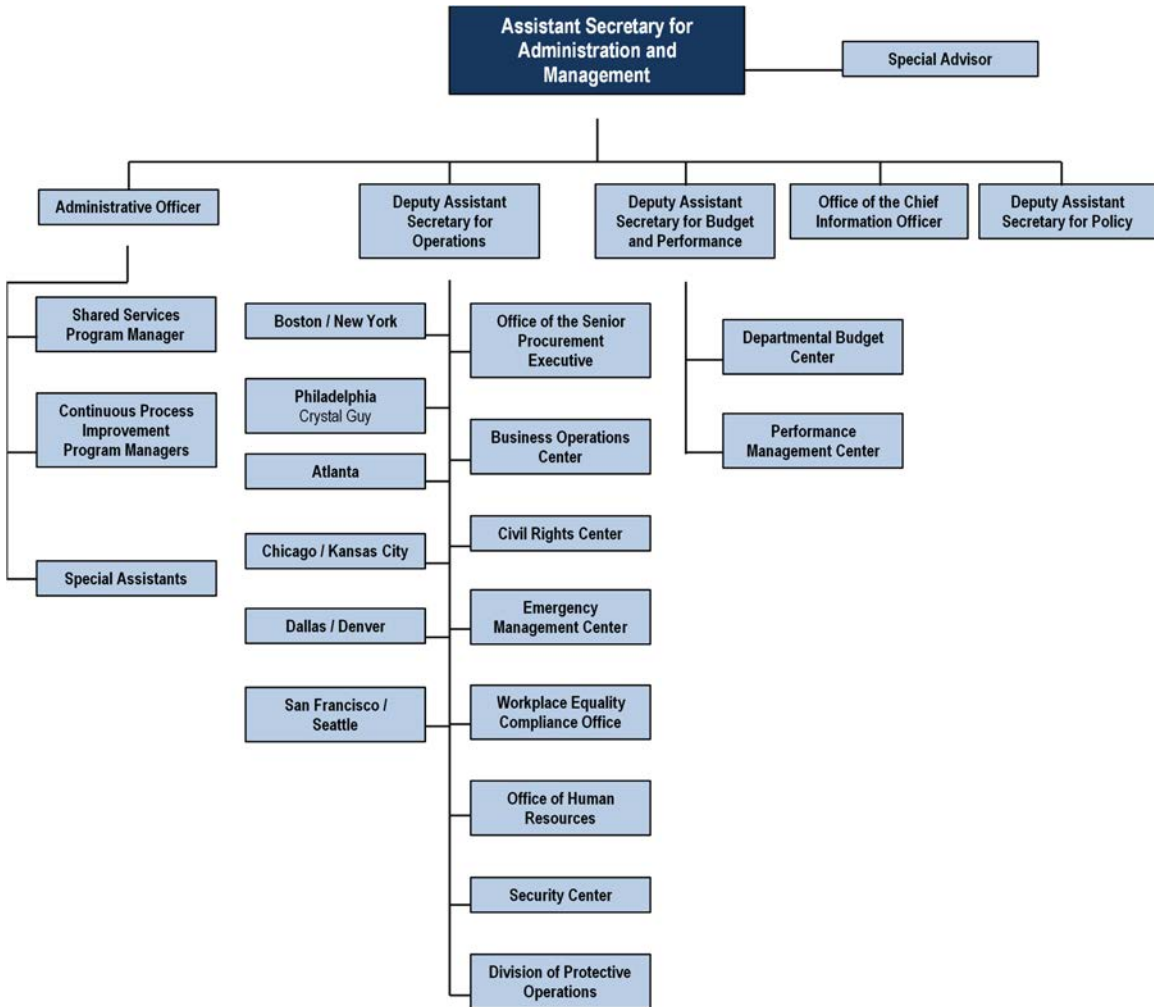 Assistant Secretary for
Administration and
Management
Special Advisor
Administrative Officer
Deputy Assistant
Secretary for
Operations
Deputy Assistant
Secretary for Budget
and Performance
Office of the Chief
Information Officer
Deputy Assistant
Secretary for Policy
Shared Services
Program Manager
Continuous Process
Improvement
Program Managers
Special Assistants
Boston / New York
Philadelphia
Crystal Guy
Atlanta
Chicago / Kansas City
Dallas / Denver
San Francisco /
Seattle
Office of the Senior
Procurement
Executive
Business Operations
Center
Civil Rights Center
Emergency
Management Center
Workplace Equality
Compliance Office
Office of Human
Resources
Security Center
Division of Protective
Operations
Departmental Budget
Center
Performance
Management Center